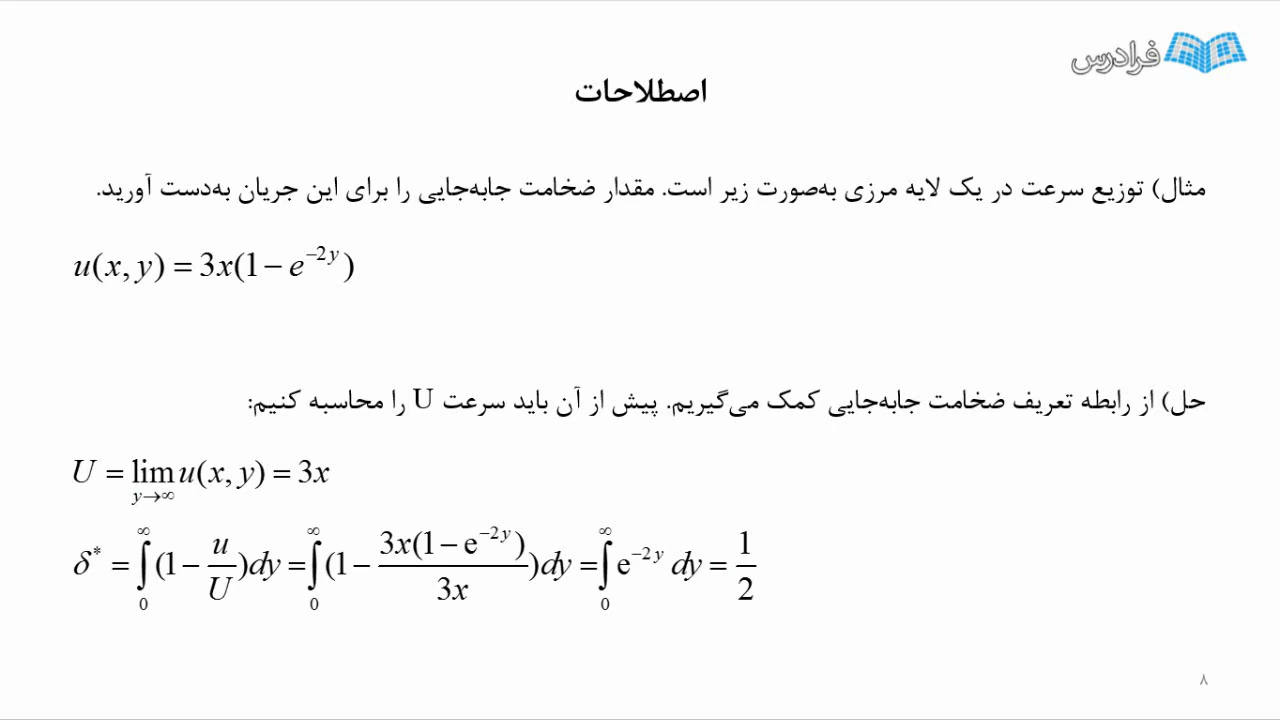 فرادرس
اصطلاحات
مثال) توزیع سرعت در یک لایه مرزی به‌صورت زیر است. مقدار ضخامت جابه‌جایی را برای این جریان به‌دست آورید.
u(x, y) = 3x(1 − e^{−2y})
حل) از رابطه تعریف ضخامت جابه‌جایی کمک می‌گیریم. پیش از آن باید سرعت U را محاسبه کنیم:
U = lim_{y→∞} u(x, y) = 3x
δ^* = ∫_0^∞ (1 − u/U)dy = ∫_0^∞ (1 − 3x(1 − e^{−2y})/3x)dy = ∫_0^∞ e^{−2y} dy = 1/2
۸